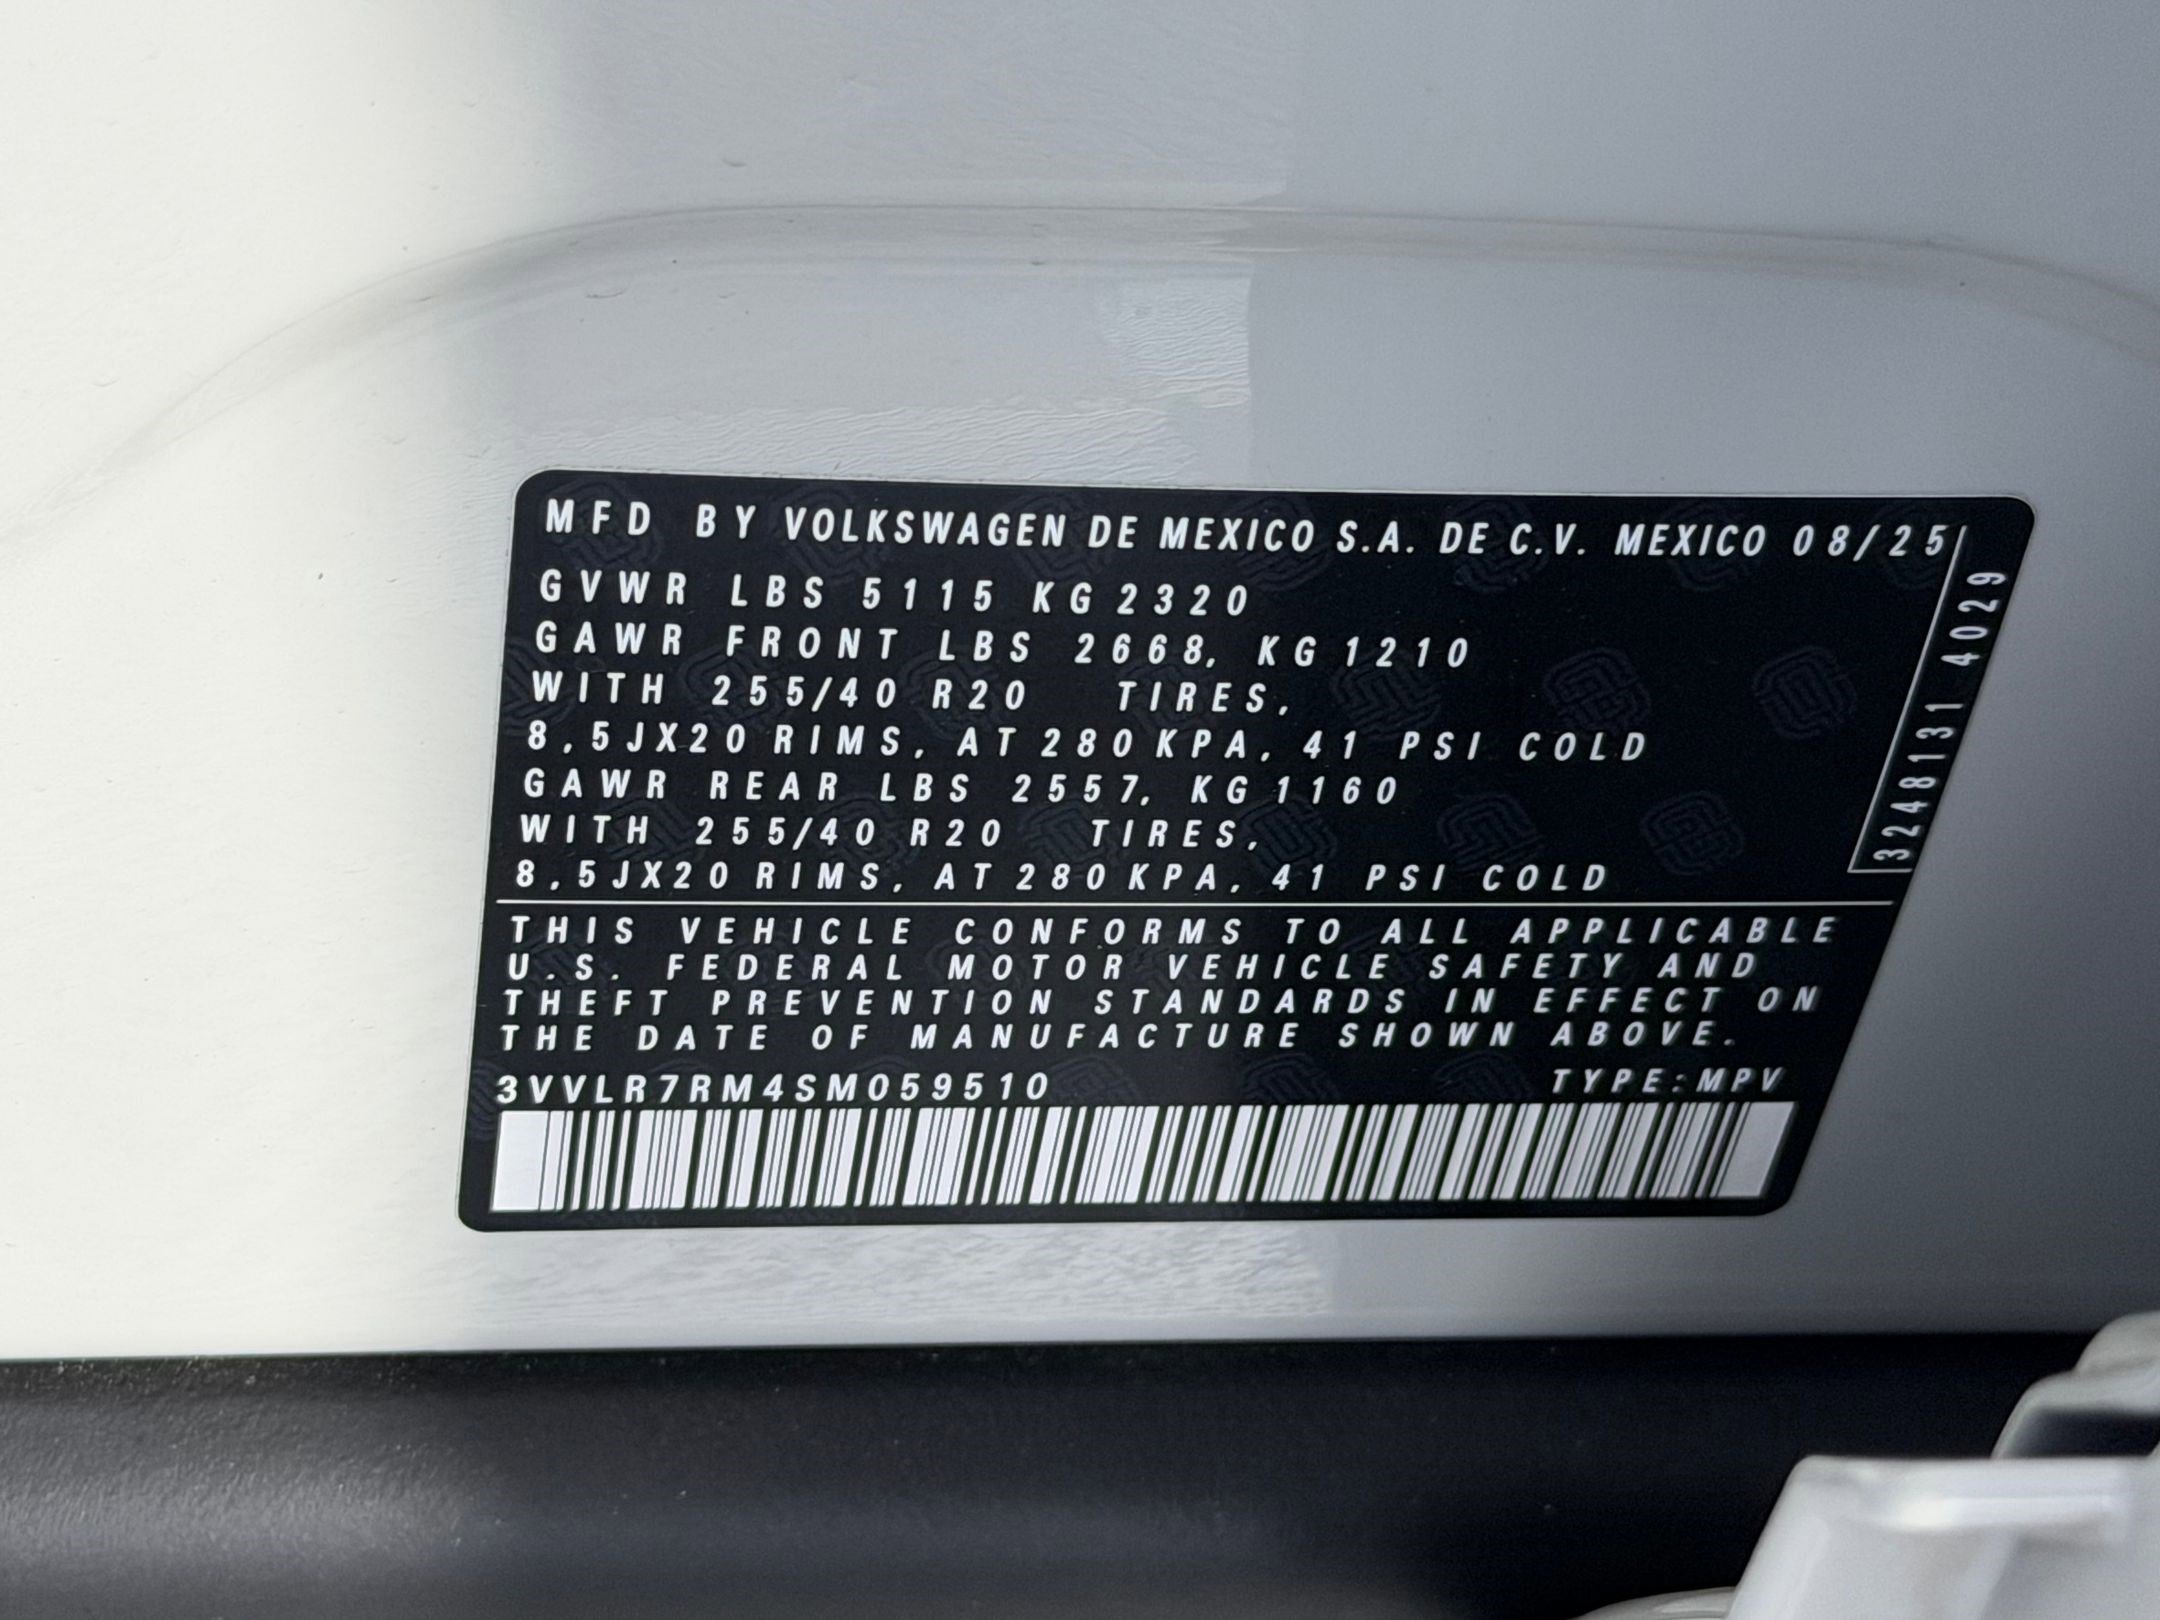 MFD BY VOLKSWAGEN DE MEXICO S.A. DE C.V. MEXICO 08/25
GVWR LBS 5115 KG 2320
GAWR FRONT LBS 2668, KG 1210
WITH 255/40 R20 TIRES,
8,5JX20 RIMS, AT 280 KPA, 41 PSI COLD
GAWR REAR LBS 2557, KG 1160
WITH 255/40 R20 TIRES,
8,5JX20 RIMS, AT 280 KPA, 41 PSI COLD
3248131 4029
THIS VEHICLE CONFORMS TO ALL APPLICABLE
U.S. FEDERAL MOTOR VEHICLE SAFETY AND
THEFT PREVENTION STANDARDS IN EFFECT ON
THE DATE OF MANUFACTURE SHOWN ABOVE.
3VVLR7RM4SM059510 TYPE:MPV